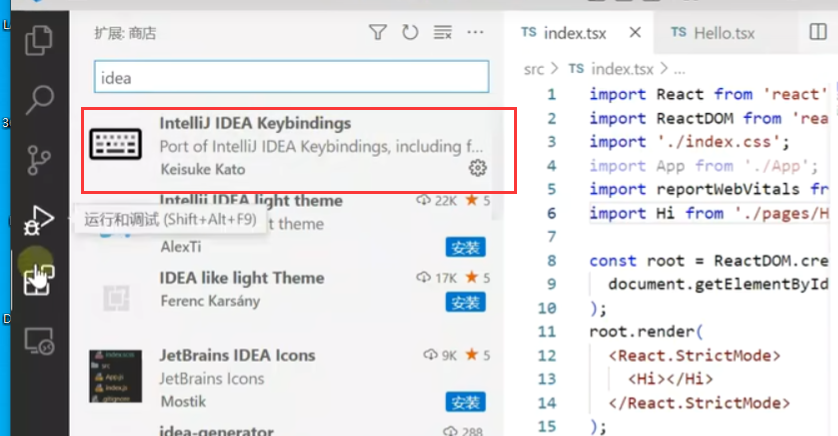 扩展: 商店
idea
IntelliJ IDEA Keybindings
Port of IntelliJ IDEA Keybindings, including f...
Keisuke Kato
Intellij IDEA light theme
22K ★ 5
t theme
AlexTi
安装
运行和调试 (Shift+Alt+F9)
IDEA like light Theme
17K ★ 5
Ferenc Karsány
安装
JetBrains IDEA Icons
9K ★ 5
JetBrains Icons
Mostik
安装
idea-generator
288
TS index.tsx ×
TS Hello.tsx
src > TS index.tsx > ...
1 import React from 'react'
2 import ReactDOM from 'rea
3 import './index.css';
4 import App from './App';
5 import reportWebVitals fr
6 import Hi from './pages/H
7
8 const root = ReactDOM.cre
9 document.getElementById
10 );
11 root.render(
12 <React.StrictMode>
13 <Hi></Hi>
14 </React.StrictMode>
15 );